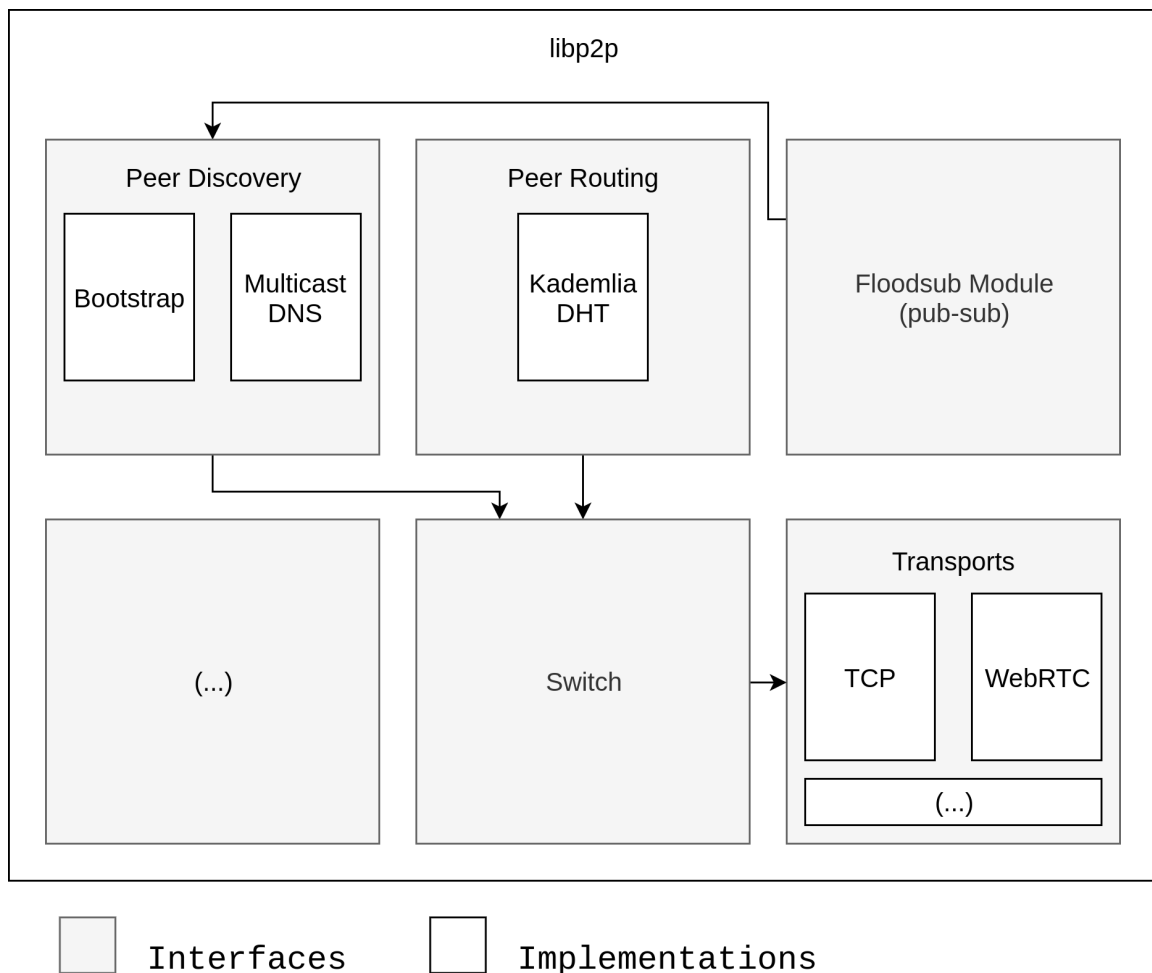 libp2p
Peer Discovery
Bootstrap
Multicast
DNS
Peer Routing
Kademlia
DHT
Floodsub Module
(pub-sub)
(...)
Switch
Transports
TCP
WebRTC
(...)
Interfaces
Implementations